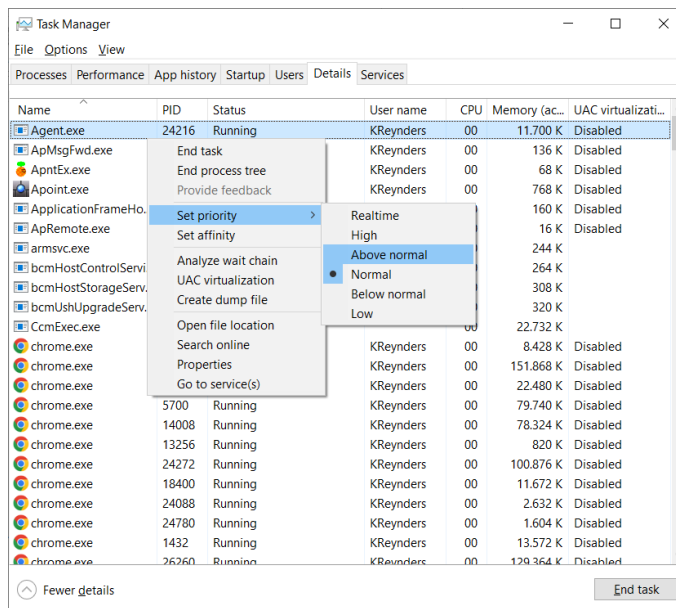 Task Manager
File Options View
Processes Performance App history Startup Users Details Services
Name PID Status User name CPU Memory (ac... UAC virtualizati...
Agent.exe 24216 Running KReynders 00 11.700 K Disabled
ApMsgFwd.exe End task KReynders 00 136 K Disabled
ApntEx.exe End process tree KReynders 00 68 K Disabled
Apoint.exe Provide feedback KReynders 00 768 K Disabled
ApplicationFrameHo... Set priority > Realtime 160 K Disabled
ApRemote.exe Set affinity High 16 K Disabled
armsvc.exe Above normal 244 K
bcmHostControlServi... Analyze wait chain Normal 264 K
bcmHostStorageServ... UAC virtualization Below normal 308 K
bcmUshUpgradeServ... Create dump file Low 320 K
CcmExec.exe Open file location 00 22.732 K
chrome.exe Search online KReynders 00 8.428 K Disabled
chrome.exe Properties KReynders 00 151.868 K Disabled
chrome.exe Go to service(s) KReynders 00 22.480 K Disabled
chrome.exe 5700 Running KReynders 00 79.740 K Disabled
chrome.exe 14008 Running KReynders 00 78.324 K Disabled
chrome.exe 13256 Running KReynders 00 820 K Disabled
chrome.exe 24272 Running KReynders 00 100.876 K Disabled
chrome.exe 18400 Running KReynders 00 11.672 K Disabled
chrome.exe 24088 Running KReynders 00 2.632 K Disabled
chrome.exe 24780 Running KReynders 00 1.604 K Disabled
chrome.exe 1432 Running KReynders 00 13.572 K Disabled
chrome.exe 26260 Running KReynders 00 129.364 K Disabled
Fewer details End task